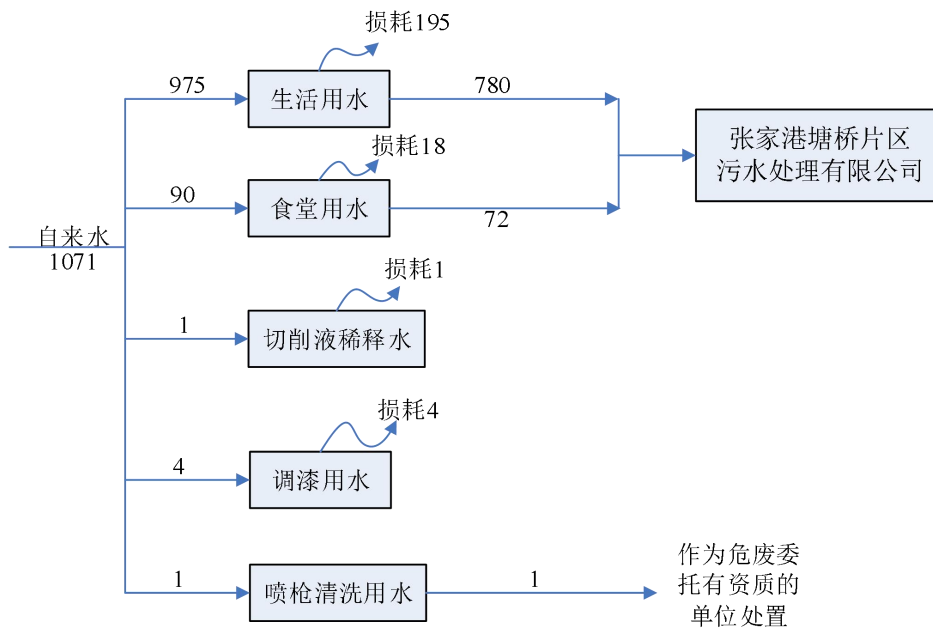 损耗195
975
生活用水
780
张家港塘桥片区
污水处理有限公司
损耗18
90
食堂用水
72
自来水
1071
损耗1
1
切削液稀释水
损耗4
4
调漆用水
1
喷枪清洗用水
1
作为危废委
托有资质的
单位处置